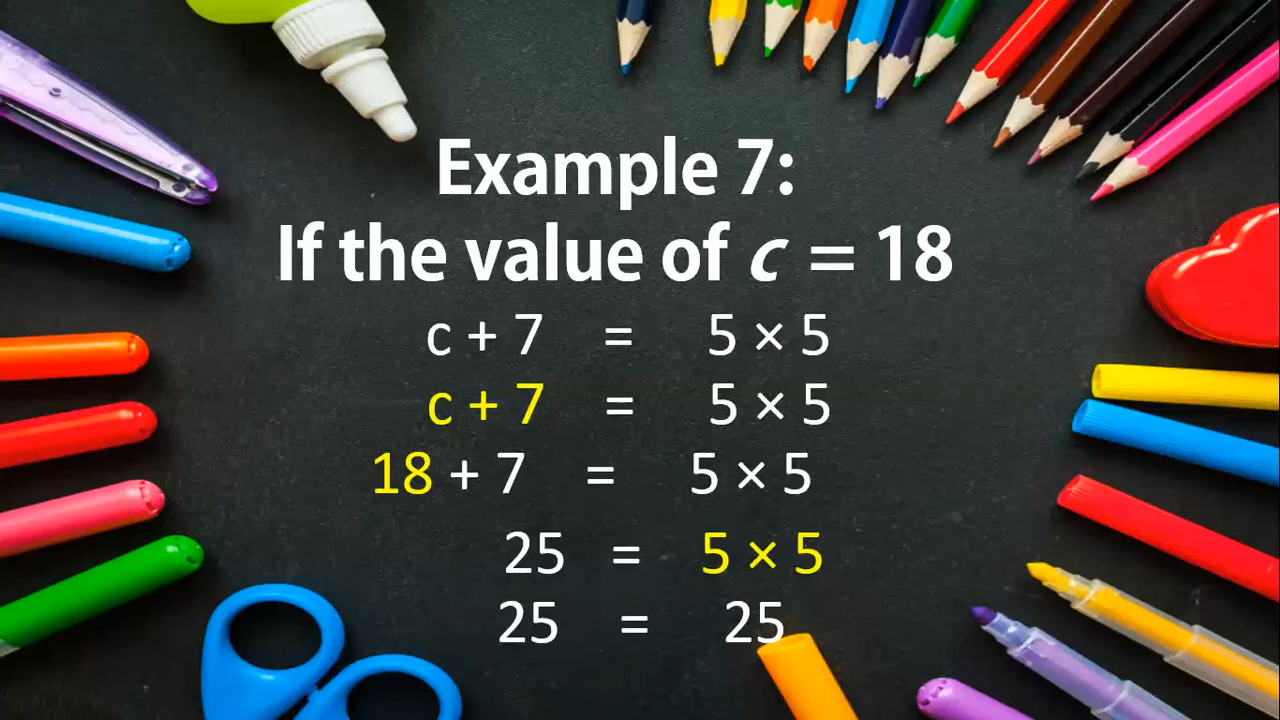 Example 7:
If the value of c = 18
c + 7 = 5 × 5
c + 7 = 5 × 5
18 + 7 = 5 × 5
25 = 5 × 5
25 = 25